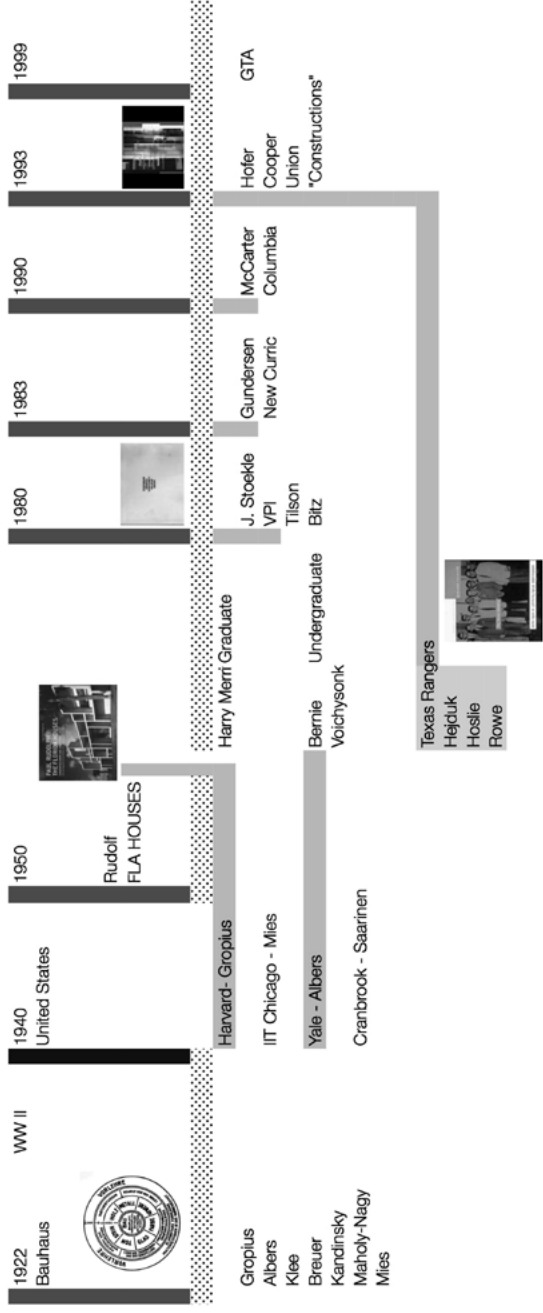 1922
Bauhaus
WW II
1940
United States
1950
Rudolf
FLA HOUSES
1980
1983
1990
1993
1999
VORLEHRE
Gropius
Albers
Klee
Breuer
Kandinsky
Maholy-Nagy
Mies
Harvard- Gropius
IIT Chicago - Mies
Yale - Albers
Cranbrook - Saarinen
Harry Merri Graduate
Bernie Undergraduate
Voichysonk
Texas Rangers
Hejduk
Hoslie
Rowe
J. Stoekle
VPI
Tilson
Bitz
Gundersen
New Curric
McCarter
Columbia
Hofer
Cooper
Union
"Constructions"
GTA